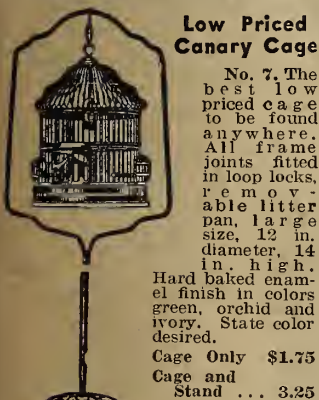 Low Priced
Canary Cage
No. 7. The
best low
priced cage
to be found
anywhere.
All frame
joints fitted
in loop locks,
remov-
able litter
pan, large
size, 12 in.
diameter, 14
in. high.
Hard baked enam-
el finish in colors
green, orchid and
ivory. State color
desired.
Cage Only $1.75
Cage and
Stand ... 3.25